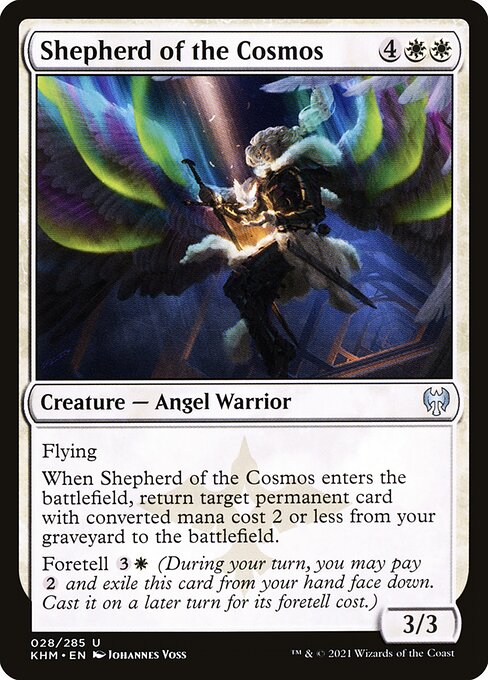 Shepherd of the Cosmos 4
Creature — Angel Warrior
Flying
When Shepherd of the Cosmos enters the
battlefield, return target permanent card
with converted mana cost 2 or less from your
graveyard to the battlefield.
Foretell 3 (During your turn, you may pay
2 and exile this card from your hand face down.
Cast it on a later turn for its foretell cost.)
3/3
028/285 U
KHM • EN Johannes Voss
™ & © 2021 Wizards of the Coast